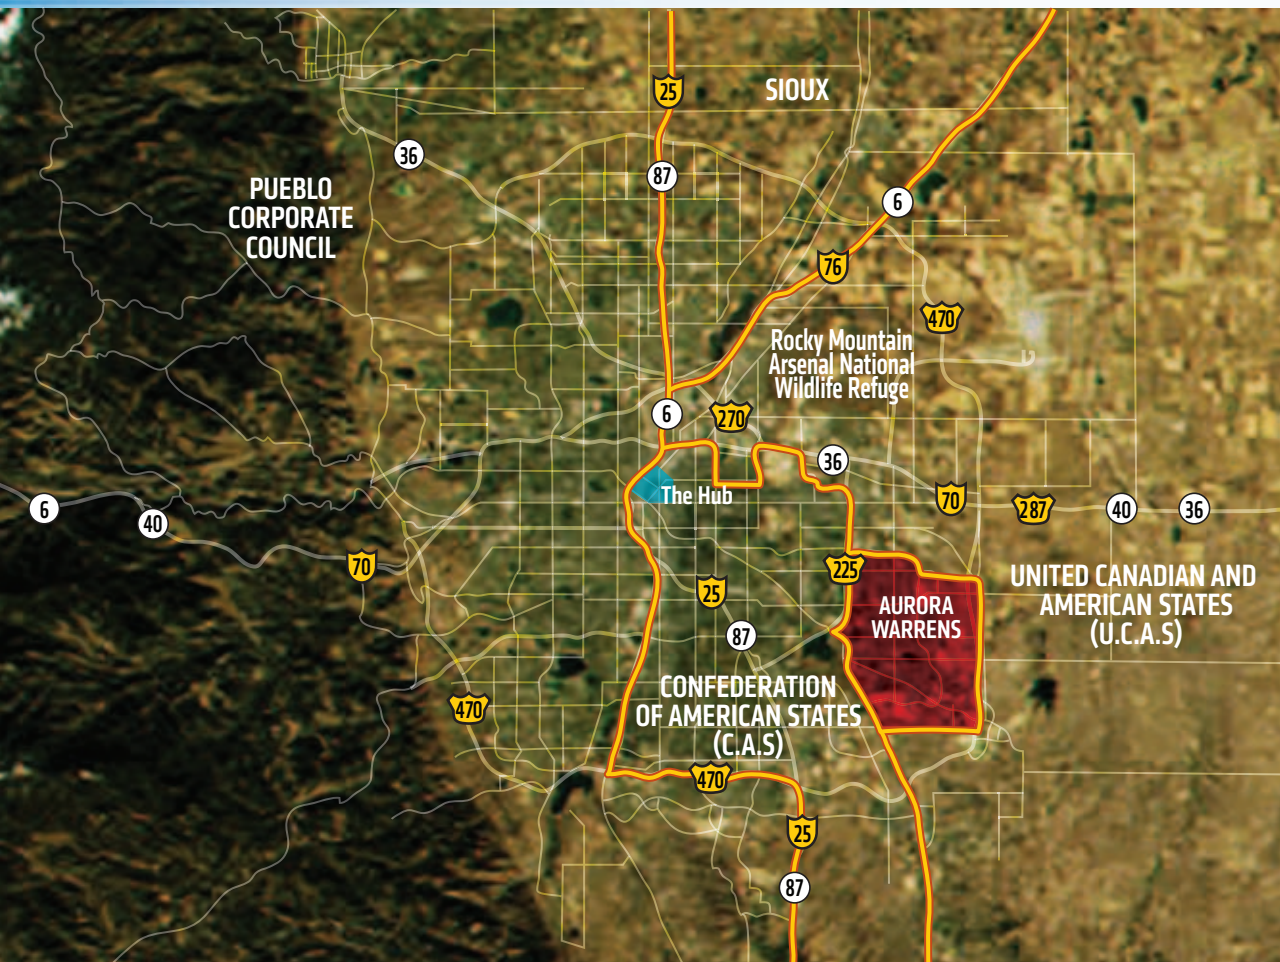 25
SIOUX
36
87
PUEBLO
CORPORATE
COUNCIL
6
76
470
Rocky Mountain
Arsenal National
Wildlife Refuge
6
270
36
The Hub
70
287
40
36
6
40
70
225
25
AURORA
WARRENS
UNITED CANADIAN AND
AMERICAN STATES
(U.C.A.S)
87
CONFEDERATION
OF AMERICAN STATES
(C.A.S)
470
470
25
87